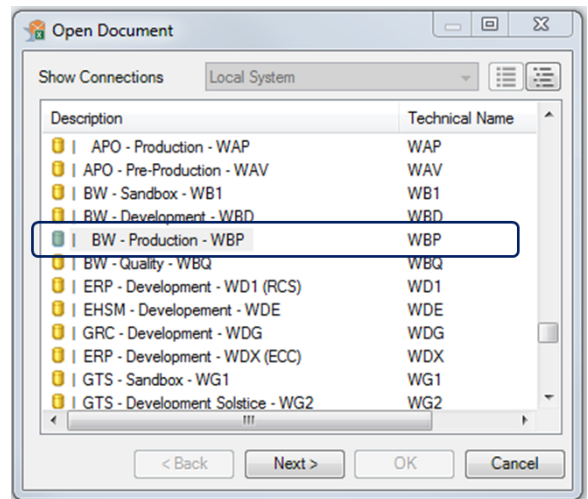 Open Document
Show Connections Local System
Description Technical Name
| APO - Production - WAP WAP
| APO - Pre-Production - WAV WAV
| BW - Sandbox - WB1 WB1
| BW - Development - WBD WBD
| BW - Production - WBP WBP
| BW - Quality - WBQ WBQ
| ERP - Development - WD1 (RCS) WD1
| EHSM - Developement - WDE WDE
| GRC - Development - WDG WDG
| ERP - Development - WDX (ECC) WDX
| GTS - Sandbox - WG1 WG1
| GTS - Development Solstice - WG2 WG2
< Back Next > OK Cancel